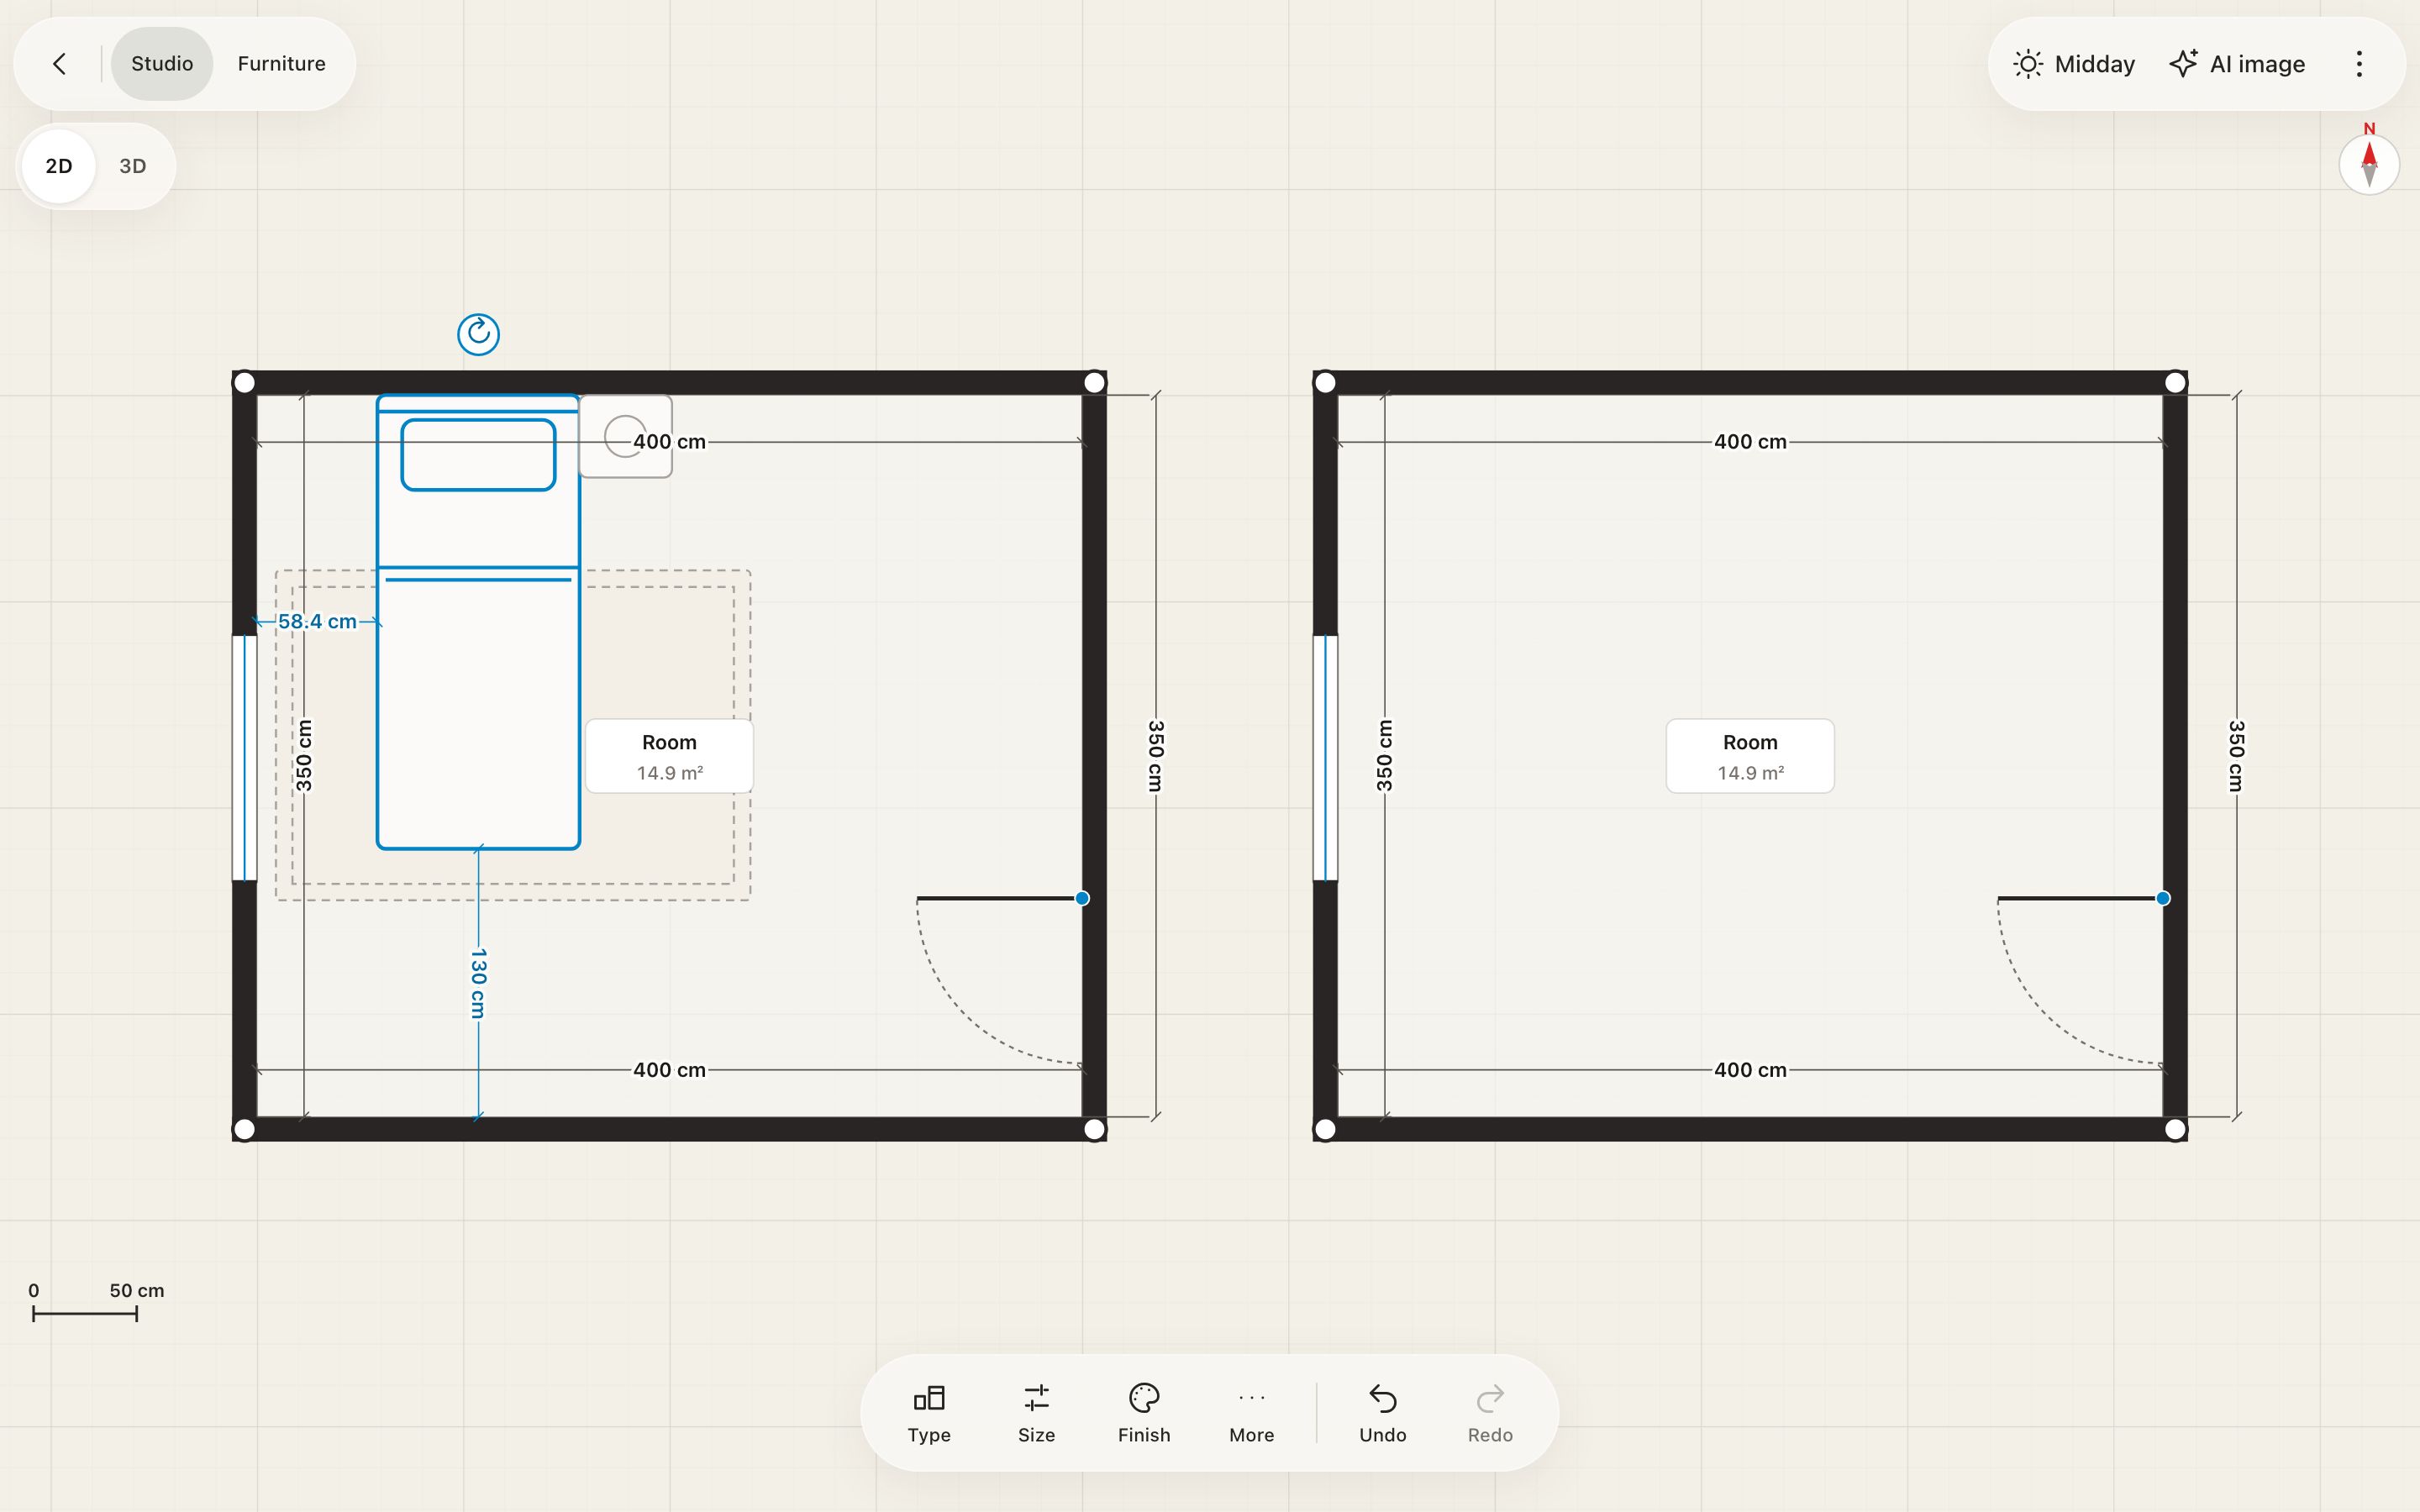 Studio
Furniture
Midday
AI image
2D
3D
N
400 cm
400 cm
58.4 cm
350 cm
Room
14.9 m²
350 cm
350 cm
Room
14.9 m²
350 cm
130 cm
400 cm
400 cm
0
50 cm
Type
Size
Finish
More
Undo
Redo